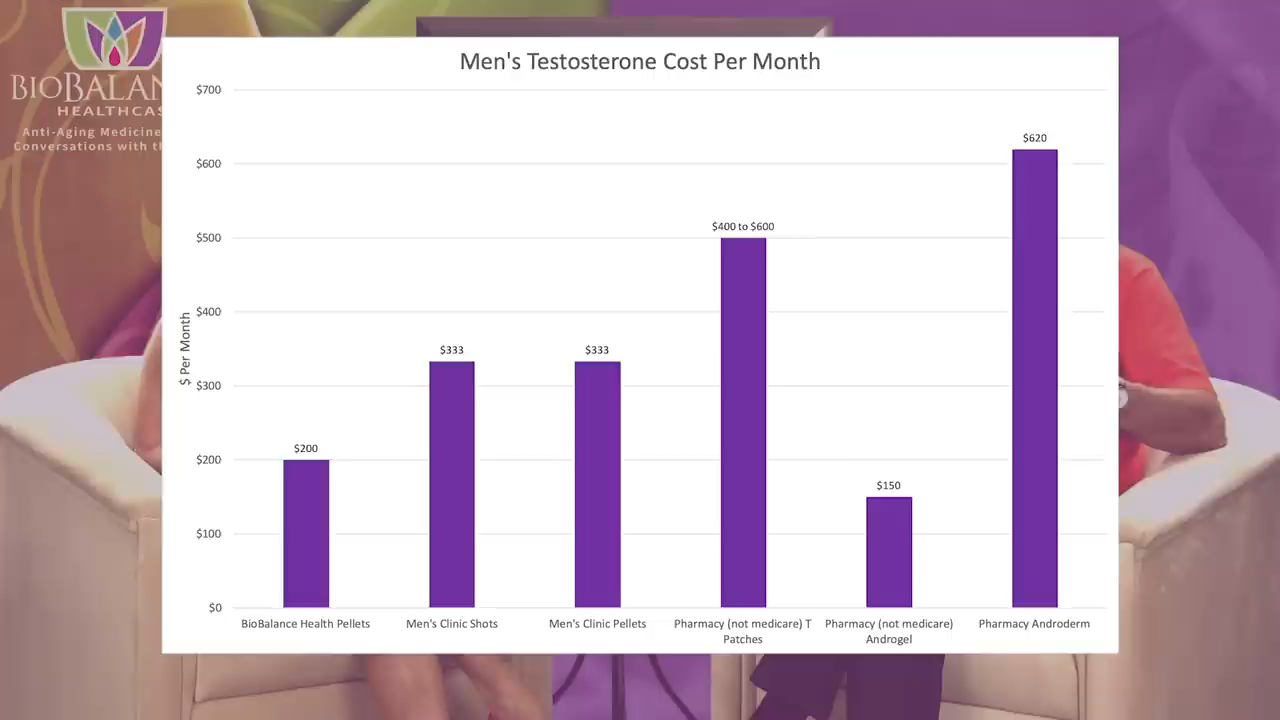 BIOBALAN
HEALTHCAS
Anti-Aging Medicine
Conversations with th
Men's Testosterone Cost Per Month
$ Per Month
$700
$600
$500
$400
$300
$200
$100
$0
$200
$333
$333
$400 to $600
$150
$620
BioBalance Health Pellets
Men's Clinic Shots
Men's Clinic Pellets
Pharmacy (not medicare) T
Patches
Pharmacy (not medicare)
Androgel
Pharmacy Androderm